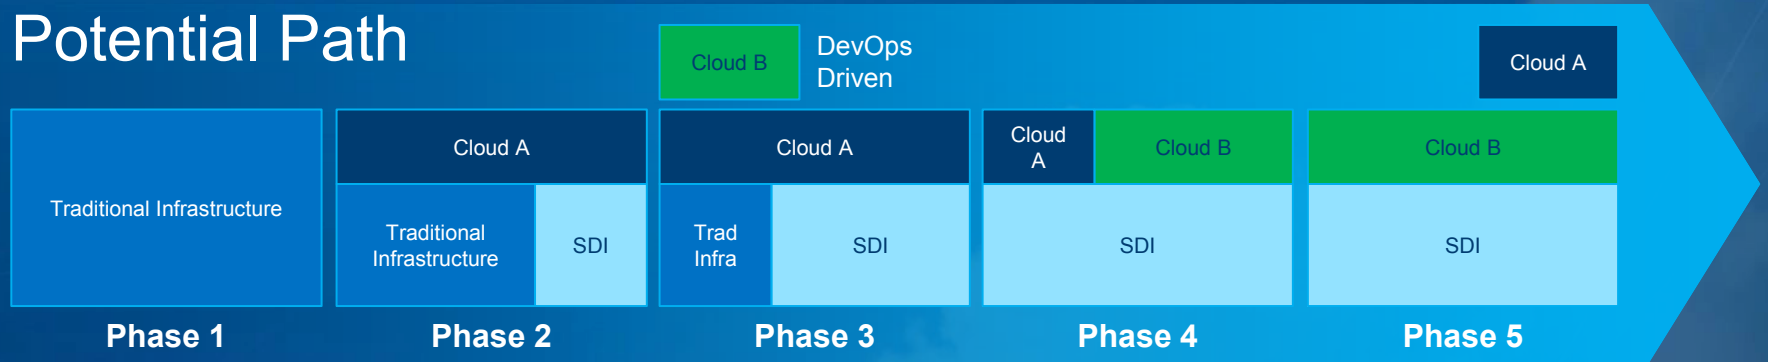 Potential Path
Cloud B
DevOps
Driven
Cloud A
Traditional Infrastructure
Cloud A
Traditional
Infrastructure
SDI
Cloud A
Trad
Infra
SDI
Cloud
A
Cloud B
SDI
Cloud B
SDI
Phase 1
Phase 2
Phase 3
Phase 4
Phase 5